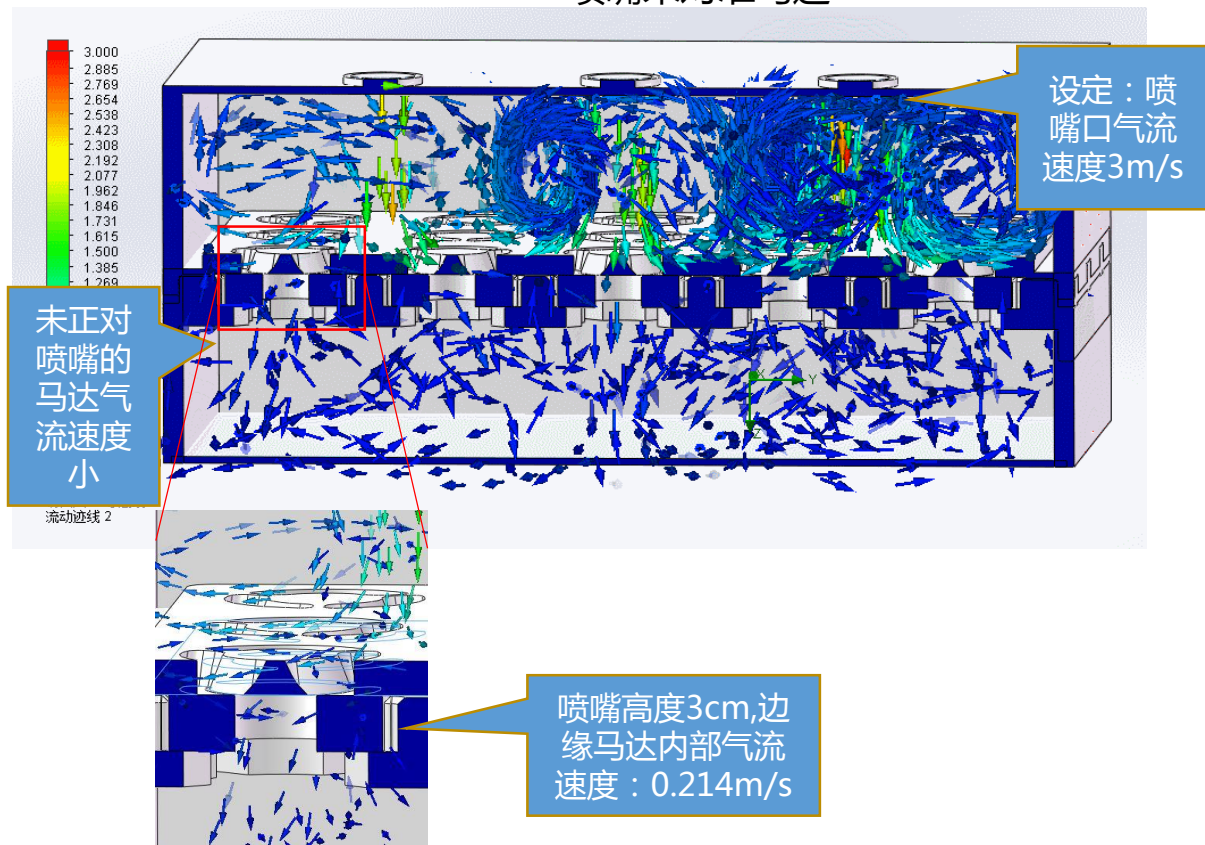 3.000
2.885
2.769
2.654
2.538
2.423
2.308
2.192
2.077
1.962
1.846
1.731
1.615
1.500
1.385
1.269
设定：喷
嘴口气流
速度3m/s
未正对
喷嘴的
马达气
流速度
小
流动迹线 2
X
Y
Z
喷嘴高度3cm,边
缘马达内部气流
速度：0.214m/s